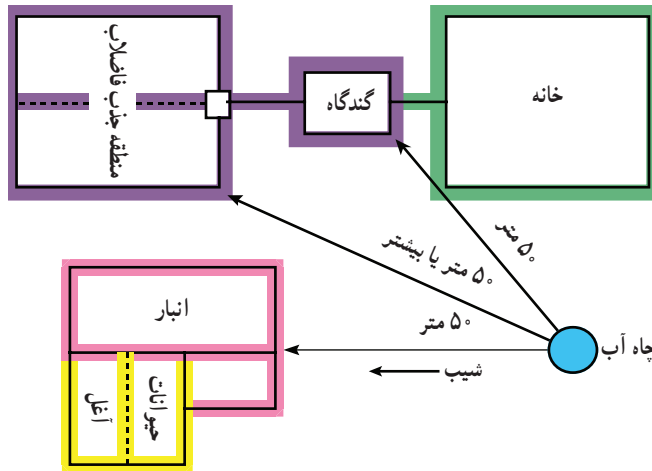 خانه
گندگاه
منطقه جذب فاضلاب
۵۰ متر
۵۰ متر یا بیشتر
انبار
۵۰ متر
چاه آب
شیب
حیوانات
آغل